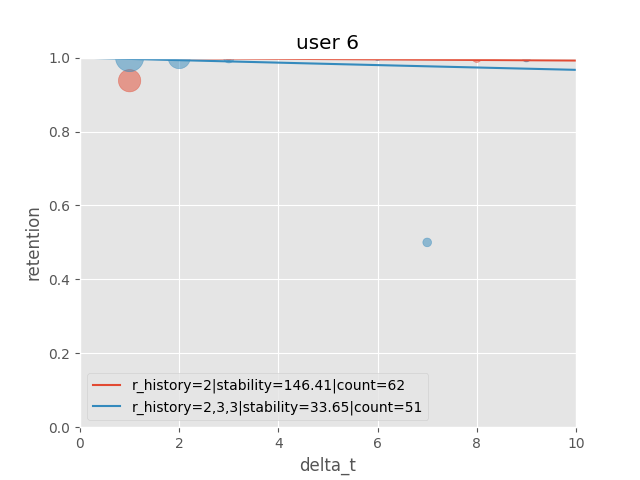 user 6
1.0
0.8
0.6
0.4
0.2
0.0
retention
r_history=2|stability=146.41|count=62
r_history=2,3,3|stability=33.65|count=51
0 2 4 6 8 10
delta_t